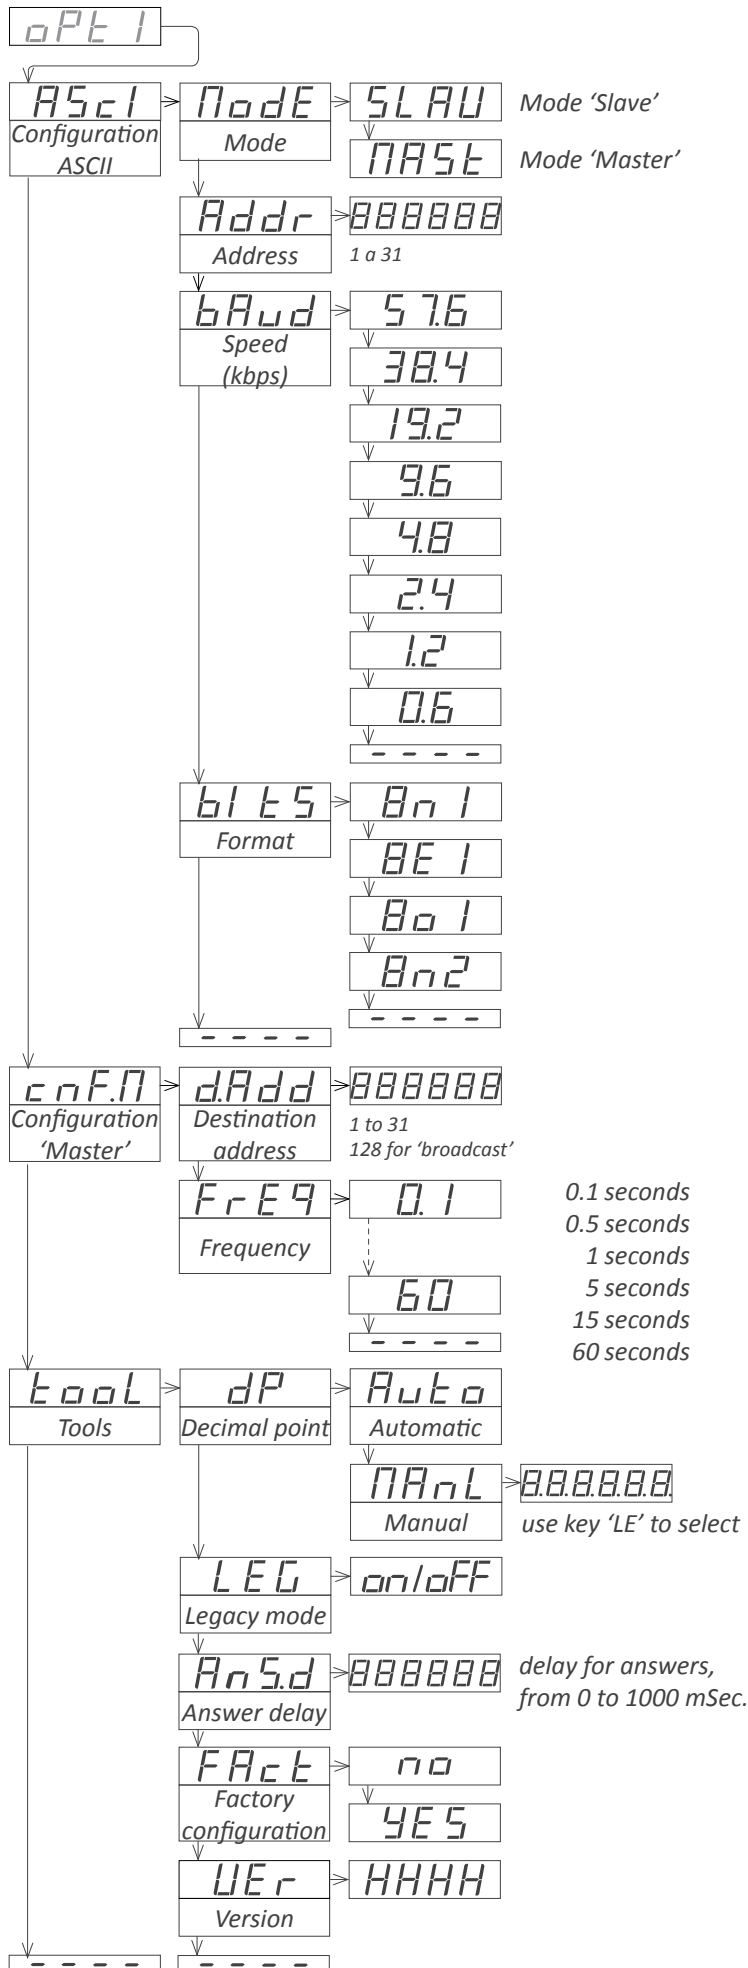 oPt 1
AScI
Configuration
ASCII
ModE
Mode
SLAV
Mode ‘Slave’
MASt
Mode ‘Master’
Addr
Address
888888
1 a 31
bAud
Speed
(kbps)
57.6
38.4
19.2
9.6
4.8
2.4
1.2
0.6
- - - -
bItS
Format
8n1
8E1
8o1
8n2
- - - -
- - - -
cnF.M
Configuration
‘Master’
d.Add
Destination
address
888888
1 to 31
128 for ‘broadcast’
FrEq
Frequency
0.1
60
- - - -
0.1 seconds
0.5 seconds
1 seconds
5 seconds
15 seconds
60 seconds
tooL
Tools
dP
Decimal point
Auto
Automatic
MAnL
Manual
8.8.8.8.8.8.
use key ‘LE’ to select
LEG
Legacy mode
on/oFF
AnS.d
Answer delay
888888
delay for answers,
from 0 to 1000 mSec.
FAct
Factory
configuration
no
YES
VEr
Version
HHHH
- - - -
- - - -